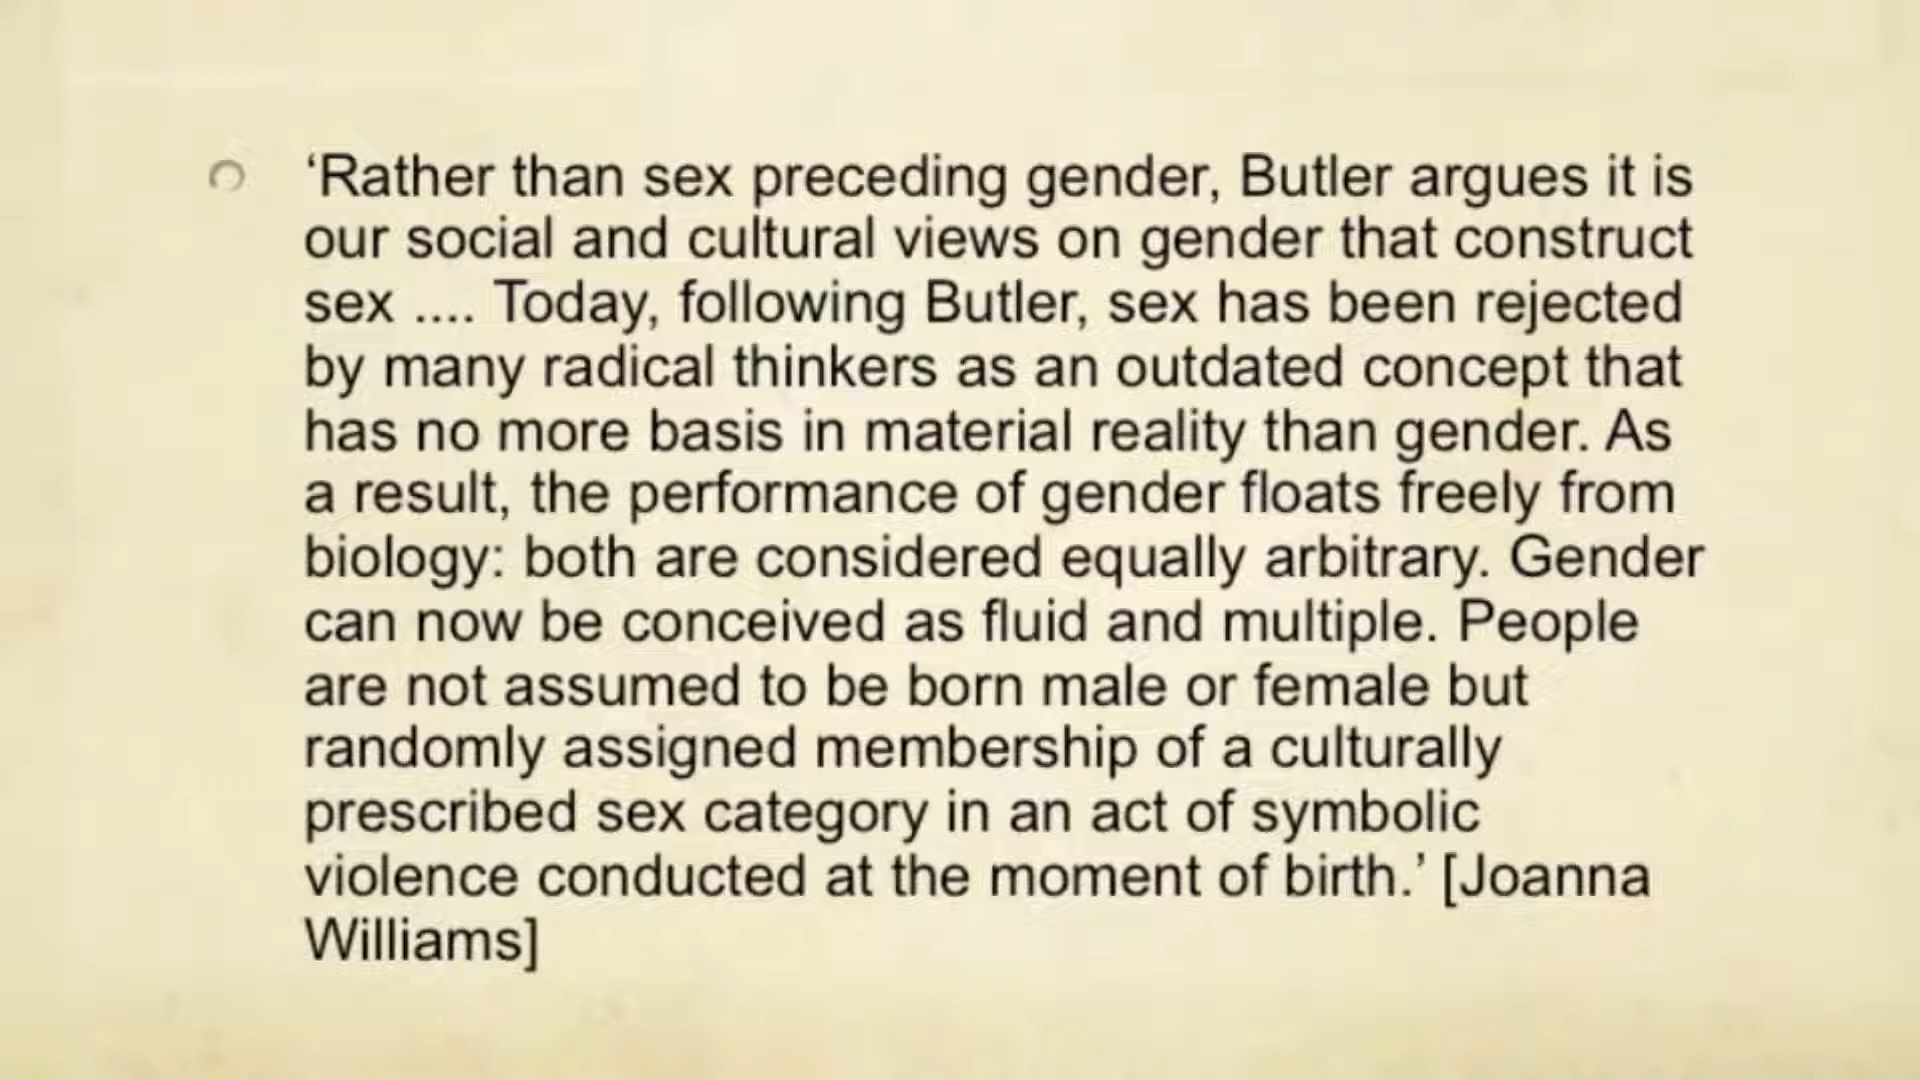 ‘Rather than sex preceding gender, Butler argues it is
our social and cultural views on gender that construct
sex .... Today, following Butler, sex has been rejected
by many radical thinkers as an outdated concept that
has no more basis in material reality than gender. As
a result, the performance of gender floats freely from
biology: both are considered equally arbitrary. Gender
can now be conceived as fluid and multiple. People
are not assumed to be born male or female but
randomly assigned membership of a culturally
prescribed sex category in an act of symbolic
violence conducted at the moment of birth.’ [Joanna
Williams]